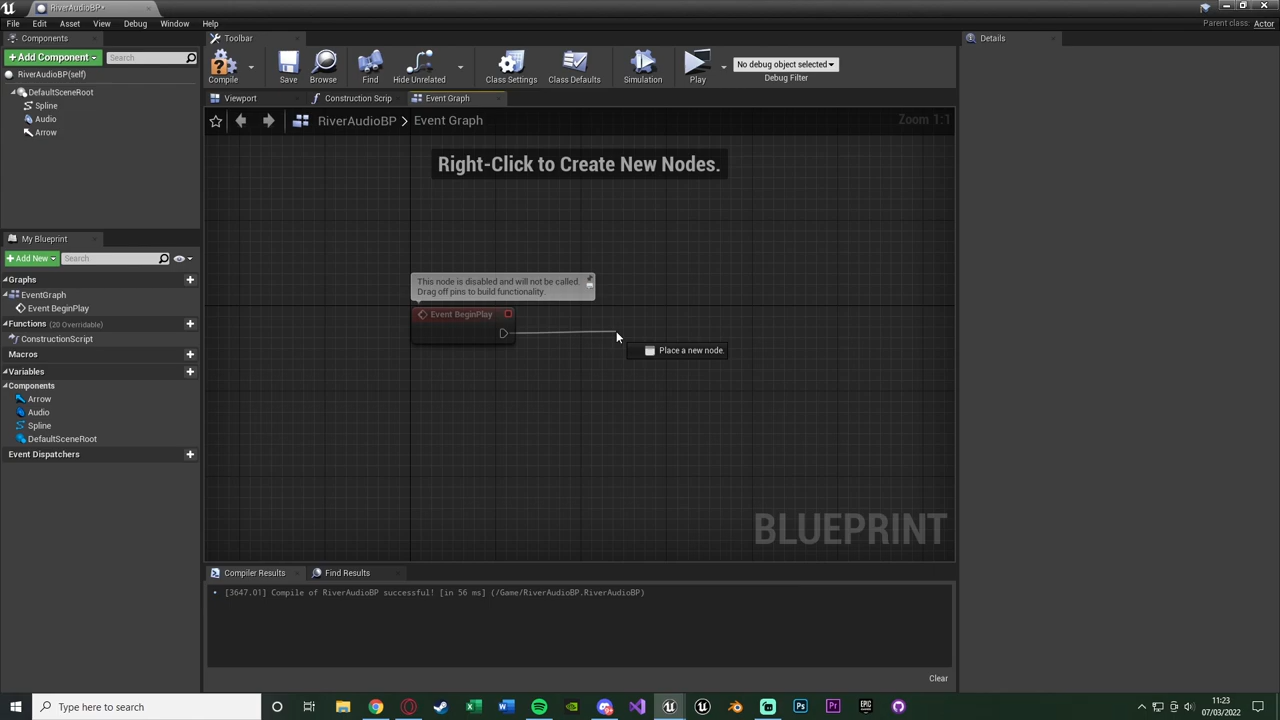 RiverAudioBP*
File Edit Asset View Debug Window Help
Parent class: Actor
Components
Toolbar
Details
+Add Component
Search
RiverAudioBP(self)
DefaultSceneRoot
Spline
Audio
Arrow
Compile
Save
Browse
Find
Hide Unrelated
Class Settings
Class Defaults
Simulation
Play
No debug object selected
Debug Filter
Viewport
Construction Scrip
Event Graph
RiverAudioBP > Event Graph
Zoom 1:1
Right-Click to Create New Nodes.
My Blueprint
+Add New
Search
Graphs
EventGraph
Event BeginPlay
Functions (20 Overridable)
ConstructionScript
Macros
Variables
Components
Arrow
Audio
Spline
DefaultSceneRoot
Event Dispatchers
This node is disabled and will not be called.
Drag off pins to build functionality
Event BeginPlay
Place a new node.
BLUEPRINT
Compiler Results
Find Results
[3647.01] Compile of RiverAudioBP successful! [in 56 ms] (/Game/RiverAudioBP.RiverAudioBP)
Clear
Type here to search
11:23
07/03/2022